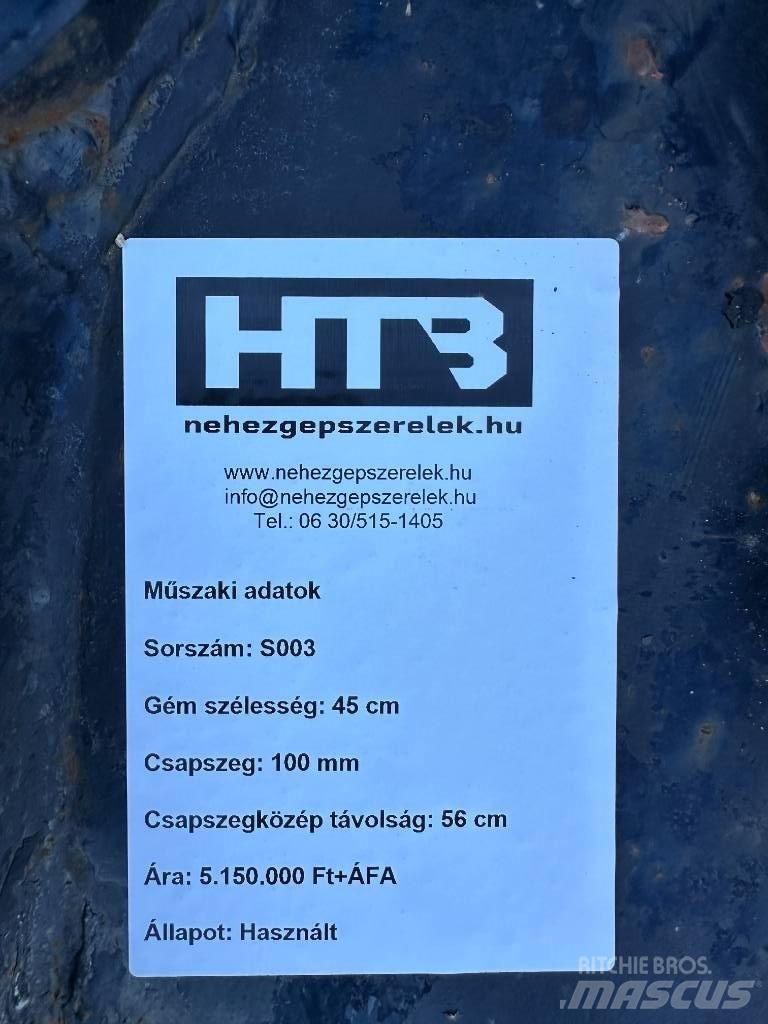 HTB
nehezgepszerelek.hu
www.nehezgepszerelek.hu
info@nehezgepszerelek.hu
Tel.: 06 30/515-1405
Műszaki adatok
Sorszám: S003
Gém szélesség: 45 cm
Csapszeg: 100 mm
Csapszegközép távolság: 56 cm
Ára: 5.150.000 Ft+ÁFA
Állapot: Használt
RITCHIE BROS.
MASCUS